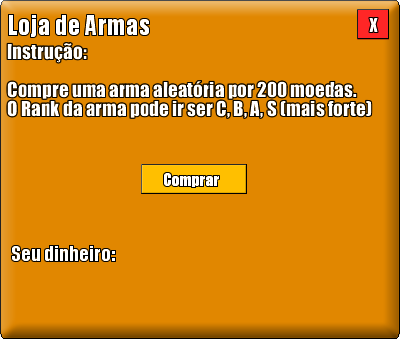 Loja de Armas
X
Instrução:
Compre uma arma aleatória por 200 moedas.
O Rank da arma pode ir ser C, B, A, S (mais forte)
Comprar
Seu dinheiro: